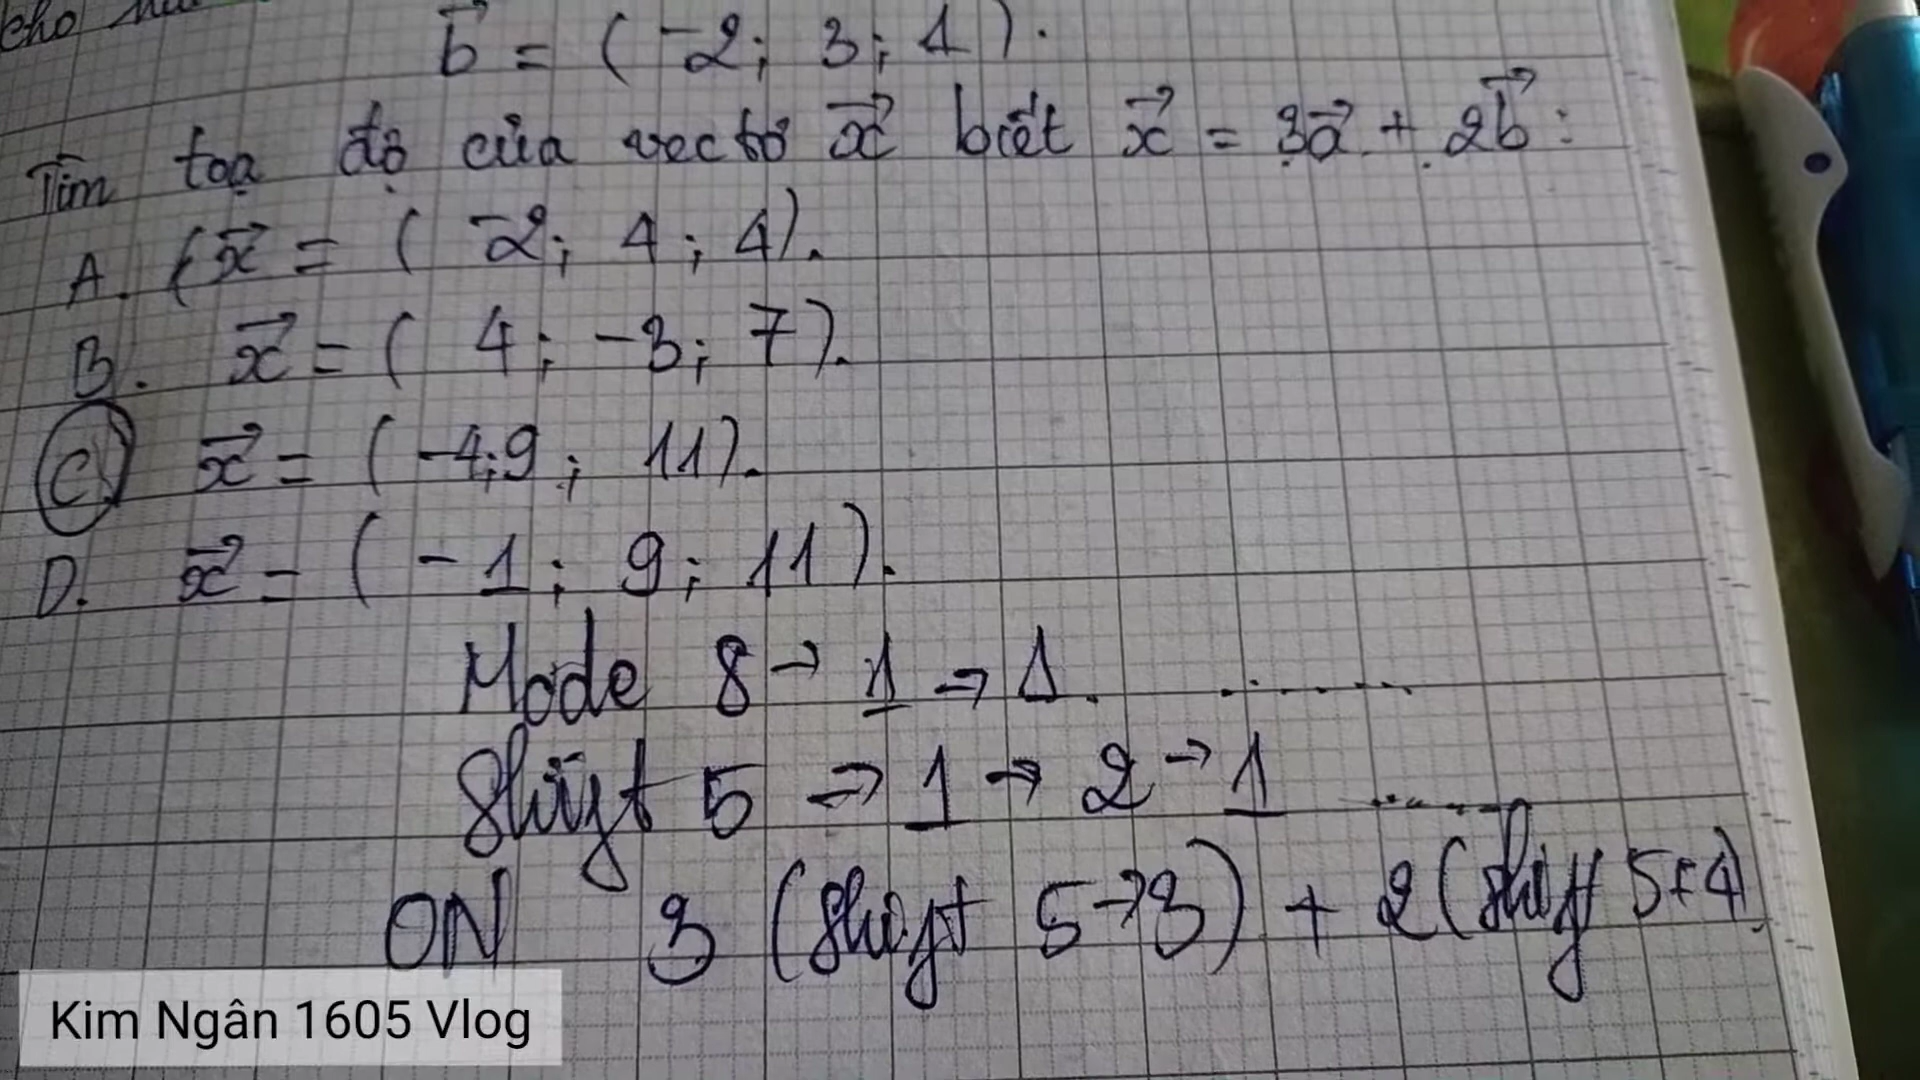 cho
b⃗ = (-2; 3; 1).
Tìm toạ độ của vectơ x⃗ biết x⃗ = 3a⃗ + 2b⃗:
A. (x⃗ = (-2; 4; 4).
B. x⃗ = (4; -3; 7).
C. x⃗ = (-4; 9; 11).
D. x⃗ = (-1; 9; 11).
Mode 8 → 1 → 1. .......
Shift 5 → 1 → 2 → 1 .......
ON 3 (shift 5 → 3) + 2 (shift 5 + 4)
Kim Ngân 1605 Vlog